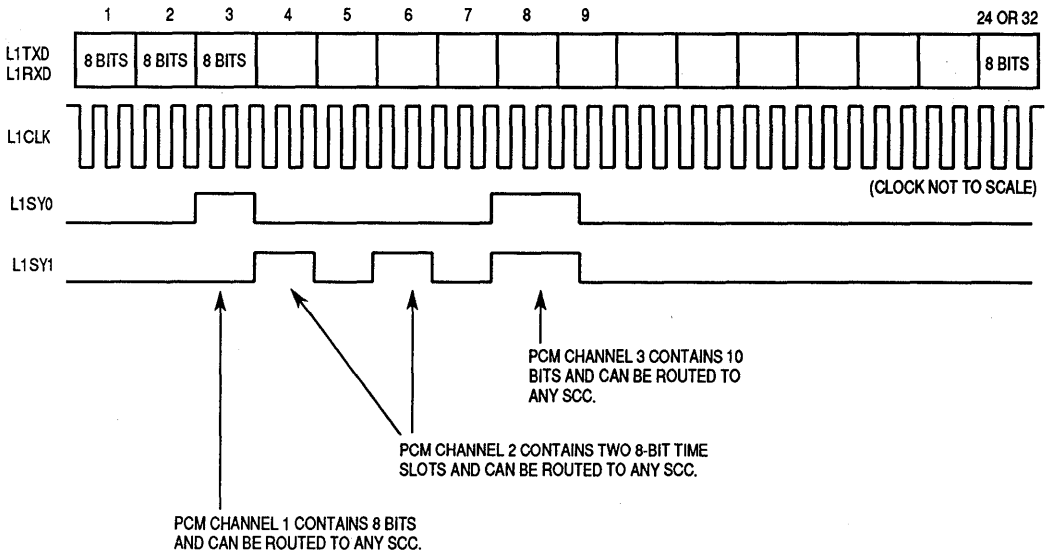 1 2 3 4 5 6 7 8 9 24 OR 32
L1TXD
L1RXD
8 BITS 8 BITS 8 BITS 8 BITS
L1CLK
(CLOCK NOT TO SCALE)
L1SY0
L1SY1
PCM CHANNEL 3 CONTAINS 10
BITS AND CAN BE ROUTED TO
ANY SCC.
PCM CHANNEL 2 CONTAINS TWO 8-BIT TIME
SLOTS AND CAN BE ROUTED TO ANY SCC.
PCM CHANNEL 1 CONTAINS 8 BITS
AND CAN BE ROUTED TO ANY SCC.